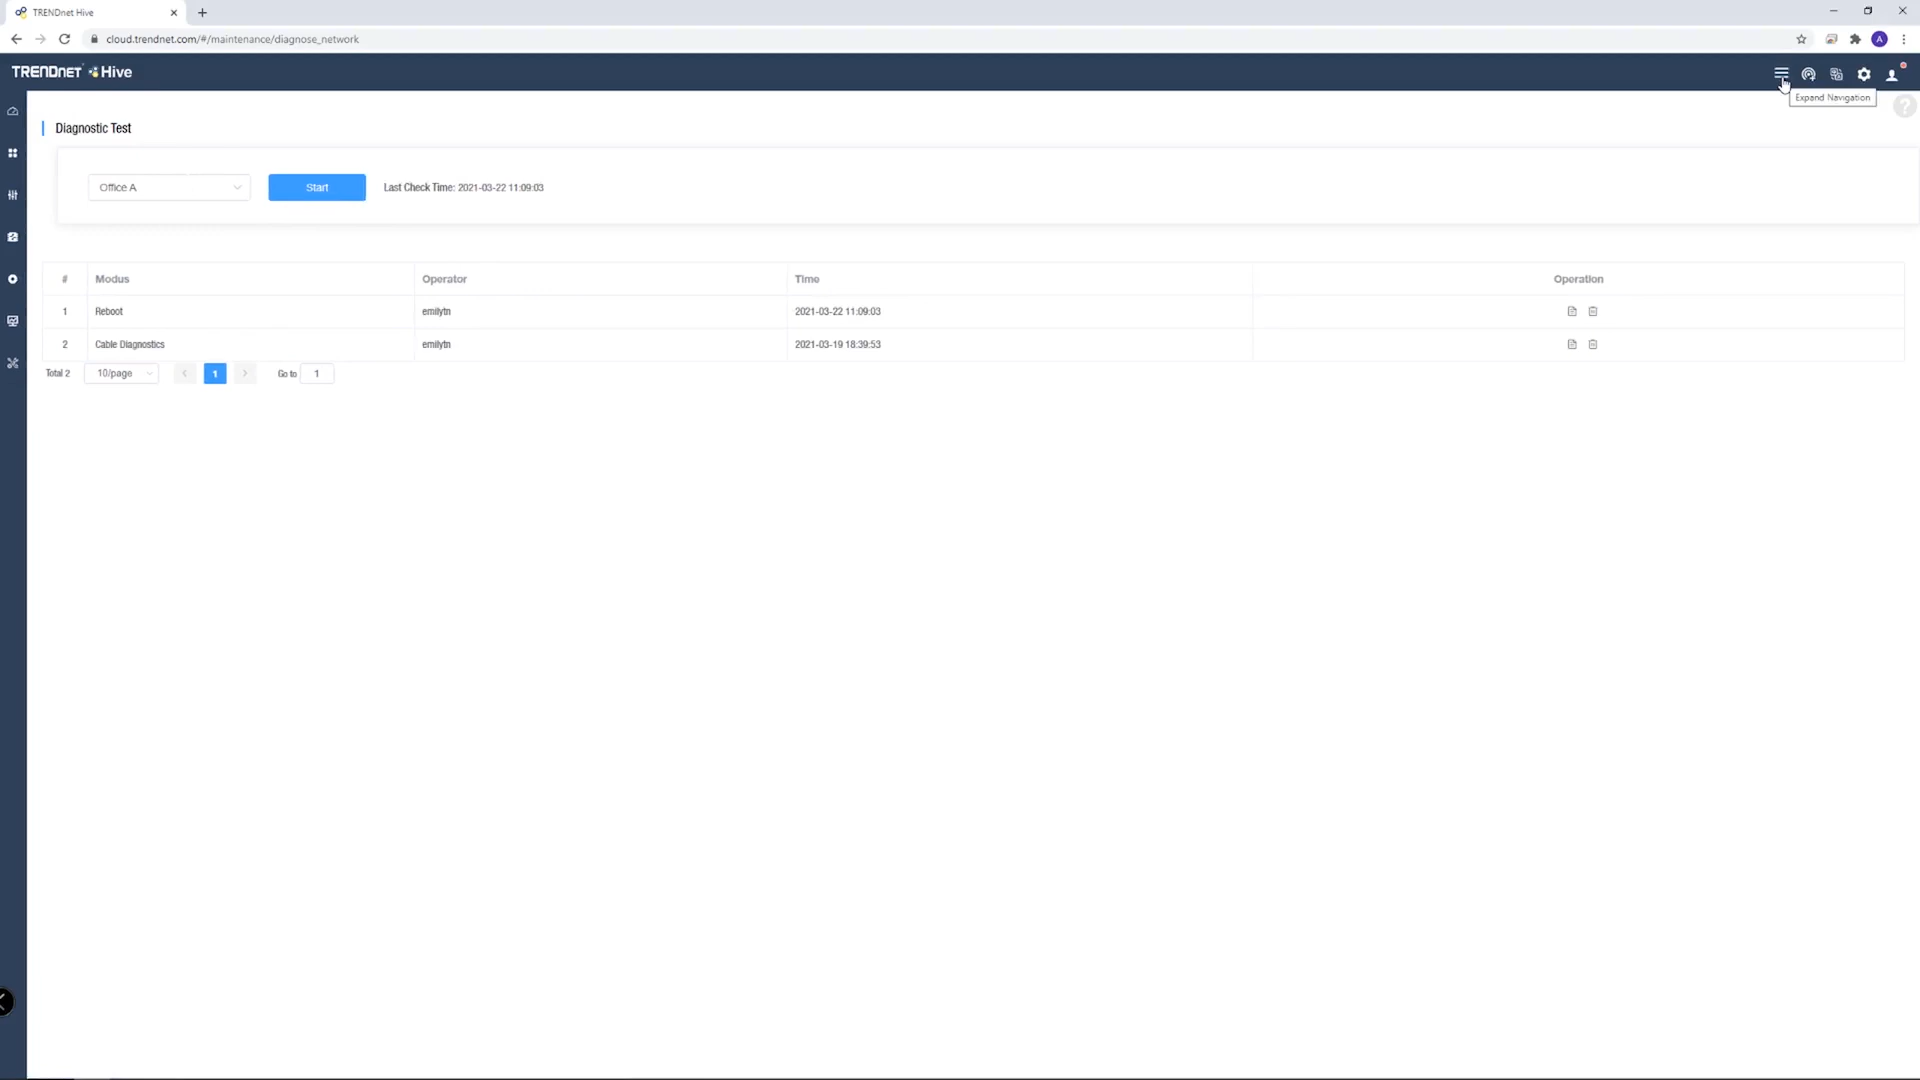 TRENDnet Hive
cloud.trendnet.com/#/maintenance/diagnose_network
A
TRENDnet Hive
Expand Navigation
?
Diagnostic Test
Office A
Start
Last Check Time: 2021-03-22 11:09:03
# Modus Operator Time Operation
1 Reboot emilytn 2021-03-22 11:09:03
2 Cable Diagnostics emilytn 2021-03-19 18:39:53
Total 2 10/page < 1 > Go to 1